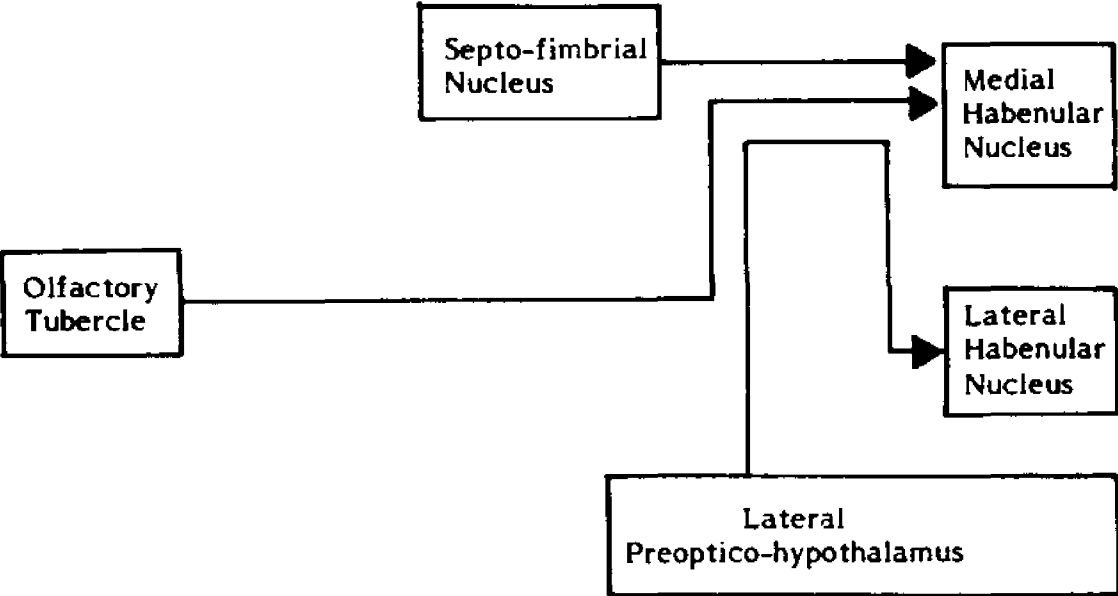 Septo-fimbrial
Nucleus
Medial
Habenular
Nucleus
Olfactory
Tubercle
Lateral
Habenular
Nucleus
Lateral
Preoptico-hypothalamus